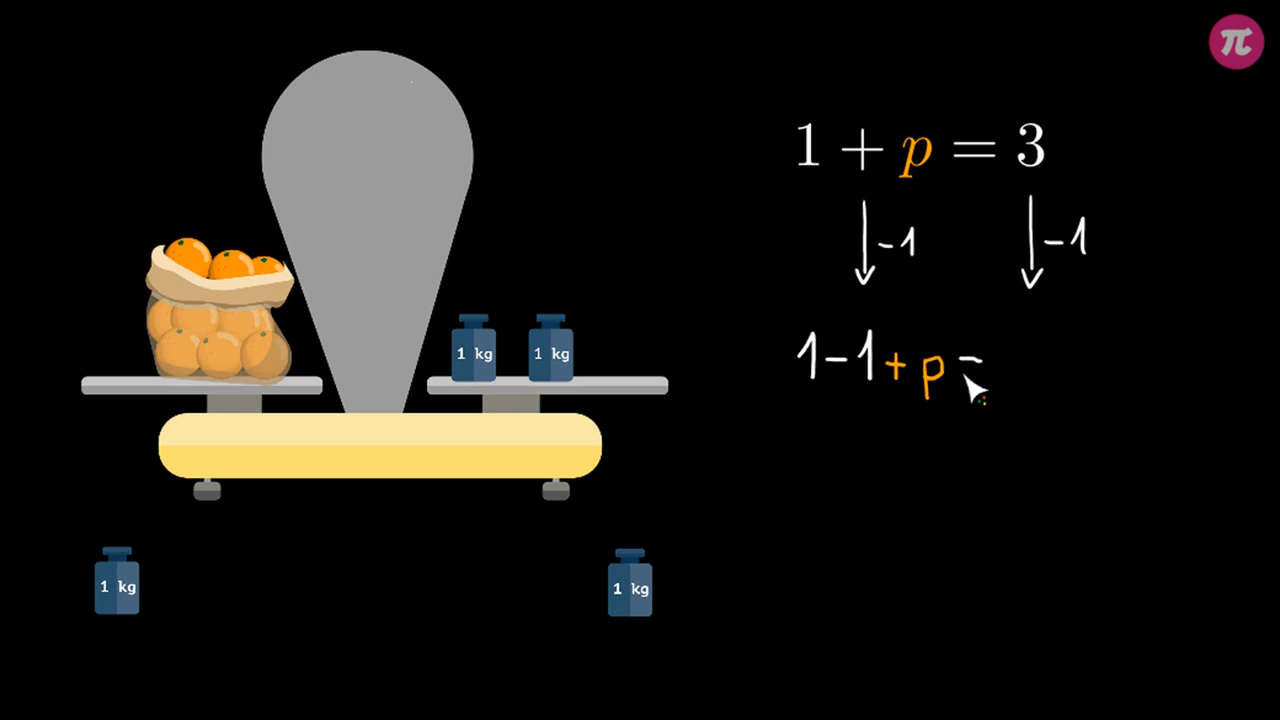 π
1 + p = 3
-1 -1
1 kg 1 kg
1-1+p -
1 kg 1 kg